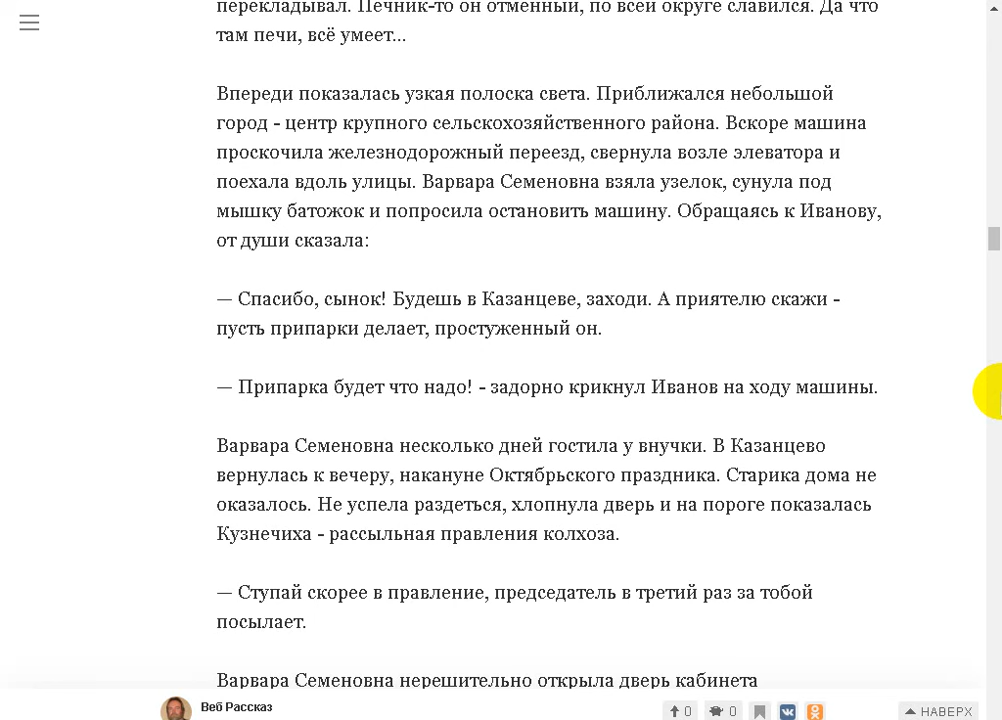 перекладывал. Печник-то он отменный, по всей округе славился. Да что
там печи, всё умеет...
Впереди показалась узкая полоска света. Приближался небольшой
город - центр крупного сельскохозяйственного района. Вскоре машина
проскочила железнодорожный переезд, свернула возле элеватора и
поехала вдоль улицы. Варвара Семеновна взяла узелок, сунула под
мышку батожок и попросила остановить машину. Обращаясь к Иванову,
от души сказала:
— Спасибо, сынок! Будешь в Казанцеве, заходи. А приятелю скажи -
пусть припарки делает, простуженный он.
— Припарка будет что надо! - задорно крикнул Иванов на ходу машины.
Варвара Семеновна несколько дней гостила у внучки. В Казанцево
вернулась к вечеру, накануне Октябрьского праздника. Старика дома не
оказалось. Не успела раздеться, хлопнула дверь и на пороге показалась
Кузнечиха - рассыльная правления колхоза.
— Ступай скорее в правление, председатель в третий раз за тобой
посылает.
Варвара Семеновна нерешительно открыла дверь кабинета
Веб Рассказ
0
0
НАВЕРХ